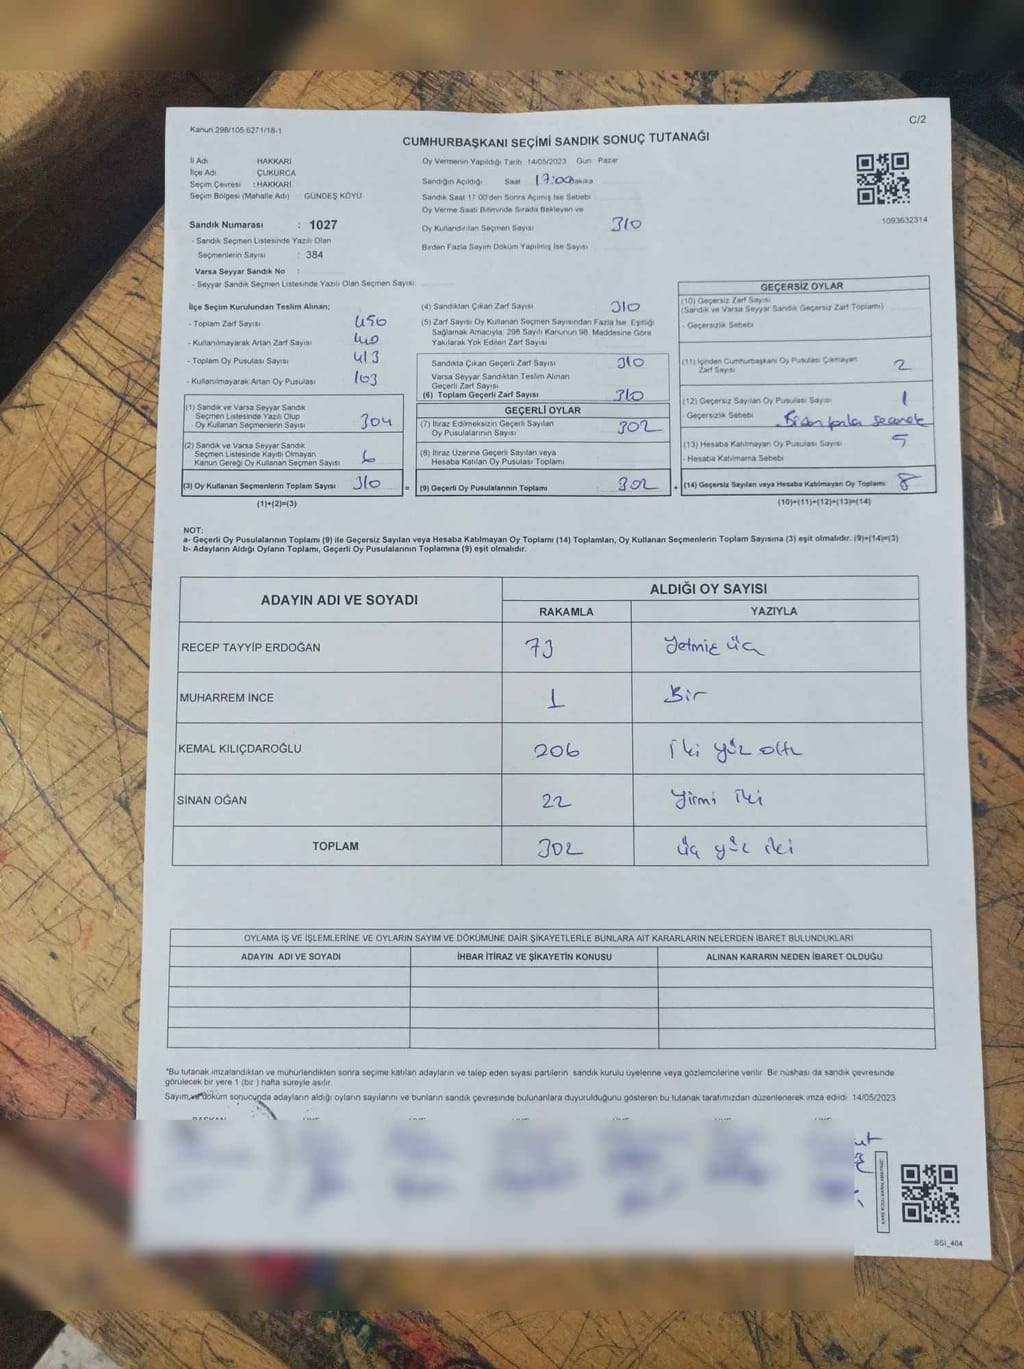 Kanun.298/105,6271/18-1
C/2
CUMHURBAŞKANI SEÇİMİ SANDIK SONUÇ TUTANAĞI
İl Adı HAKKARİ
İlçe Adı ÇUKURCA
Seçim Çevresi : HAKKARİ
Seçim Bölgesi (Mahalle Adı) GÜNDEŞ KÖYÜ
Sandık Numarası : 1027
- Sandık Seçmen Listesinde Yazılı Olan
Seçmenlerin Sayısı : 384
Varsa Seyyar Sandık No :
- Seyyar Sandık Seçmen Listesinde Yazılı Olan Seçmen Sayısı:
Oy Vermenin Yapıldığı Tarih 14/05/2023 Gün Pazar
Sandığın Açıldığı Saat 17:00 Dakika
Sandık Saat 17:00'den Sonra Açılmış İse Sebebi
Oy Verme Saati Bitiminde Sırada Bekleyen ve
Oy Kullandırılan Seçmen Sayısı 310
Birden Fazla Sayım Döküm Yapılmış İse Sayısı
1093632314
İlçe Seçim Kurulundan Teslim Alınan;
- Toplam Zarf Sayısı 450
- Kullanılmayarak Artan Zarf Sayısı
- Toplam Oy Pusulası Sayısı 413
- Kullanılmayarak Artan Oy Pusulası 103
(1) Sandık ve Varsa Seyyar Sandık
Seçmen Listesinde Yazılı Olup
Oy Kullanan Seçmenlerin Sayısı 304
(2) Sandık ve Varsa Seyyar Sandık
Seçmen Listesinde Kayıtlı Olmayan
Kanun Gereği Oy Kullanan Seçmen Sayısı 6
(3) Oy Kullanan Seçmenlerin Toplam Sayısı 310
(1)+(2)=(3)
(4) Sandıktan Çıkan Zarf Sayısı 310
(5) Zarf Sayısı Oy Kullanan Seçmen Sayısından Fazla İse, Eşitliği
Sağlamak Amacıyla, 298 Sayılı Kanunun 98. Maddesine Göre
Yakılarak Yok Edilen Zarf Sayısı
Sandıkta Çıkan Geçerli Zarf Sayısı 310
Varsa Seyyar Sandıktan Teslim Alınan
Geçerli Zarf Sayısı
(6) Toplam Geçerli Zarf Sayısı 310
GEÇERLİ OYLAR
(7) İtiraz Edilmeksizin Geçerli Sayılan
Oy Pusulalarının Sayısı 302
(8) İtiraz Üzerine Geçerli Sayılan veya
Hesaba Katılan Oy Pusulası Toplamı
= (9) Geçerli Oy Pusulalarının Toplamı 302 +
GEÇERSİZ OYLAR
(10) Geçersiz Zarf Sayısı
(Sandık ve Varsa Seyyar Sandık Geçersiz Zarf Toplamı)
- Geçersizlik Sebebi
(11) İçinden Cumhurbaşkanı Oy Pusulası Çıkmayan
Zarf Sayısı 2
(12) Geçersiz Sayılan Oy Pusulası Sayısı 1
- Geçersizlik Sebebi
(13) Hesaba Katılmayan Oy Pusulası Sayısı 5
- Hesaba Katılmama Sebebi
(14) Geçersiz Sayılan veya Hesaba Katılmayan Oy Toplamı 8
(10)+(11)+(12)+(13)=(14)
NOT:
a- Geçerli Oy Pusulalarının Toplamı (9) ile Geçersiz Sayılan veya Hesaba Katılmayan Oy Toplamı (14) Toplamları, Oy Kullanan Seçmenlerin Toplam Sayısına (3) eşit olmalıdır. (9)+(14)=(3)
b- Adayların Aldığı Oyların Toplamı, Geçerli Oy Pusulalarının Toplamına (9) eşit olmalıdır.
ADAYIN ADI VE SOYADI ALDIĞI OY SAYISI
RAKAMLA YAZIYLA
RECEP TAYYİP ERDOĞAN 73 Yetmiş üç
MUHARREM İNCE 1 Bir
KEMAL KILIÇDAROĞLU 206 iki yüz altı
SİNAN OĞAN 22 Yirmi iki
TOPLAM 302 üç yüz iki
OYLAMA İŞ VE İŞLEMLERİNE VE OYLARIN SAYIM VE DÖKÜMÜNE DAİR ŞİKAYETLERLE BUNLARA AİT KARARLARIN NELERDEN İBARET BULUNDUKLARI
ADAYIN ADI VE SOYADI İHBAR İTİRAZ VE ŞİKAYETİN KONUSU ALINAN KARARIN NEDEN İBARET OLDUĞU
*Bu tutanak imzalandıktan ve mühürlendikten sonra seçime katılan adayların ve talep eden siyasi partilerin sandık kurulu üyelerine veya gözlemcilerine verilir. Bir nüshası da sandık çevresinde
görülecek bir yere 1 (bir) hafta süreyle asılır.
Sayım ve döküm sonucunda adayların aldığı oyların sayılarını ve bunların sandık çevresinde bulunanlara duyurulduğunu gösteren bu tutanak tarafımızdan düzenlenerek imza edildi. 14/05/2023
SSI_404